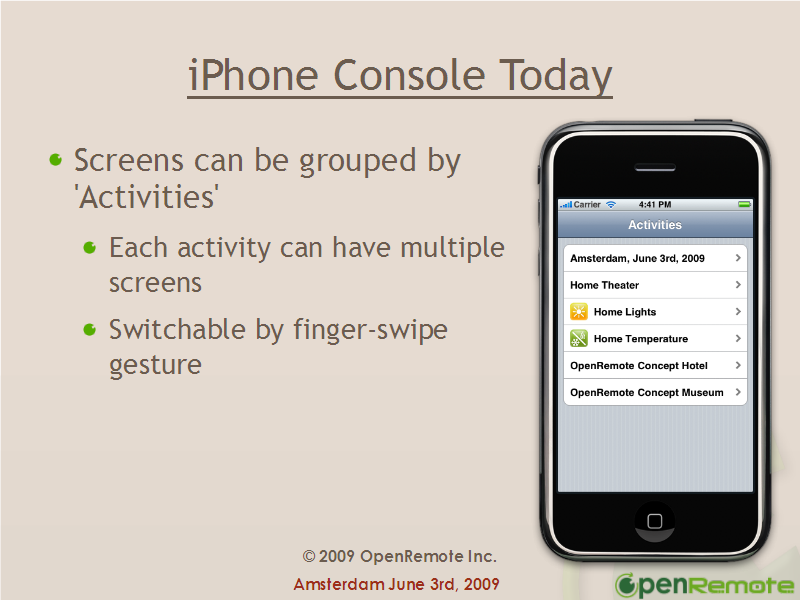 iPhone Console Today
Screens can be grouped by
'Activities'
Each activity can have multiple
screens
Switchable by finger-swipe
gesture
Carrier 4:41 PM
Activities
Amsterdam, June 3rd, 2009
Home Theater
Home Lights
Home Temperature
OpenRemote Concept Hotel
OpenRemote Concept Museum
© 2009 OpenRemote Inc.
Amsterdam June 3rd, 2009
OpenRemote